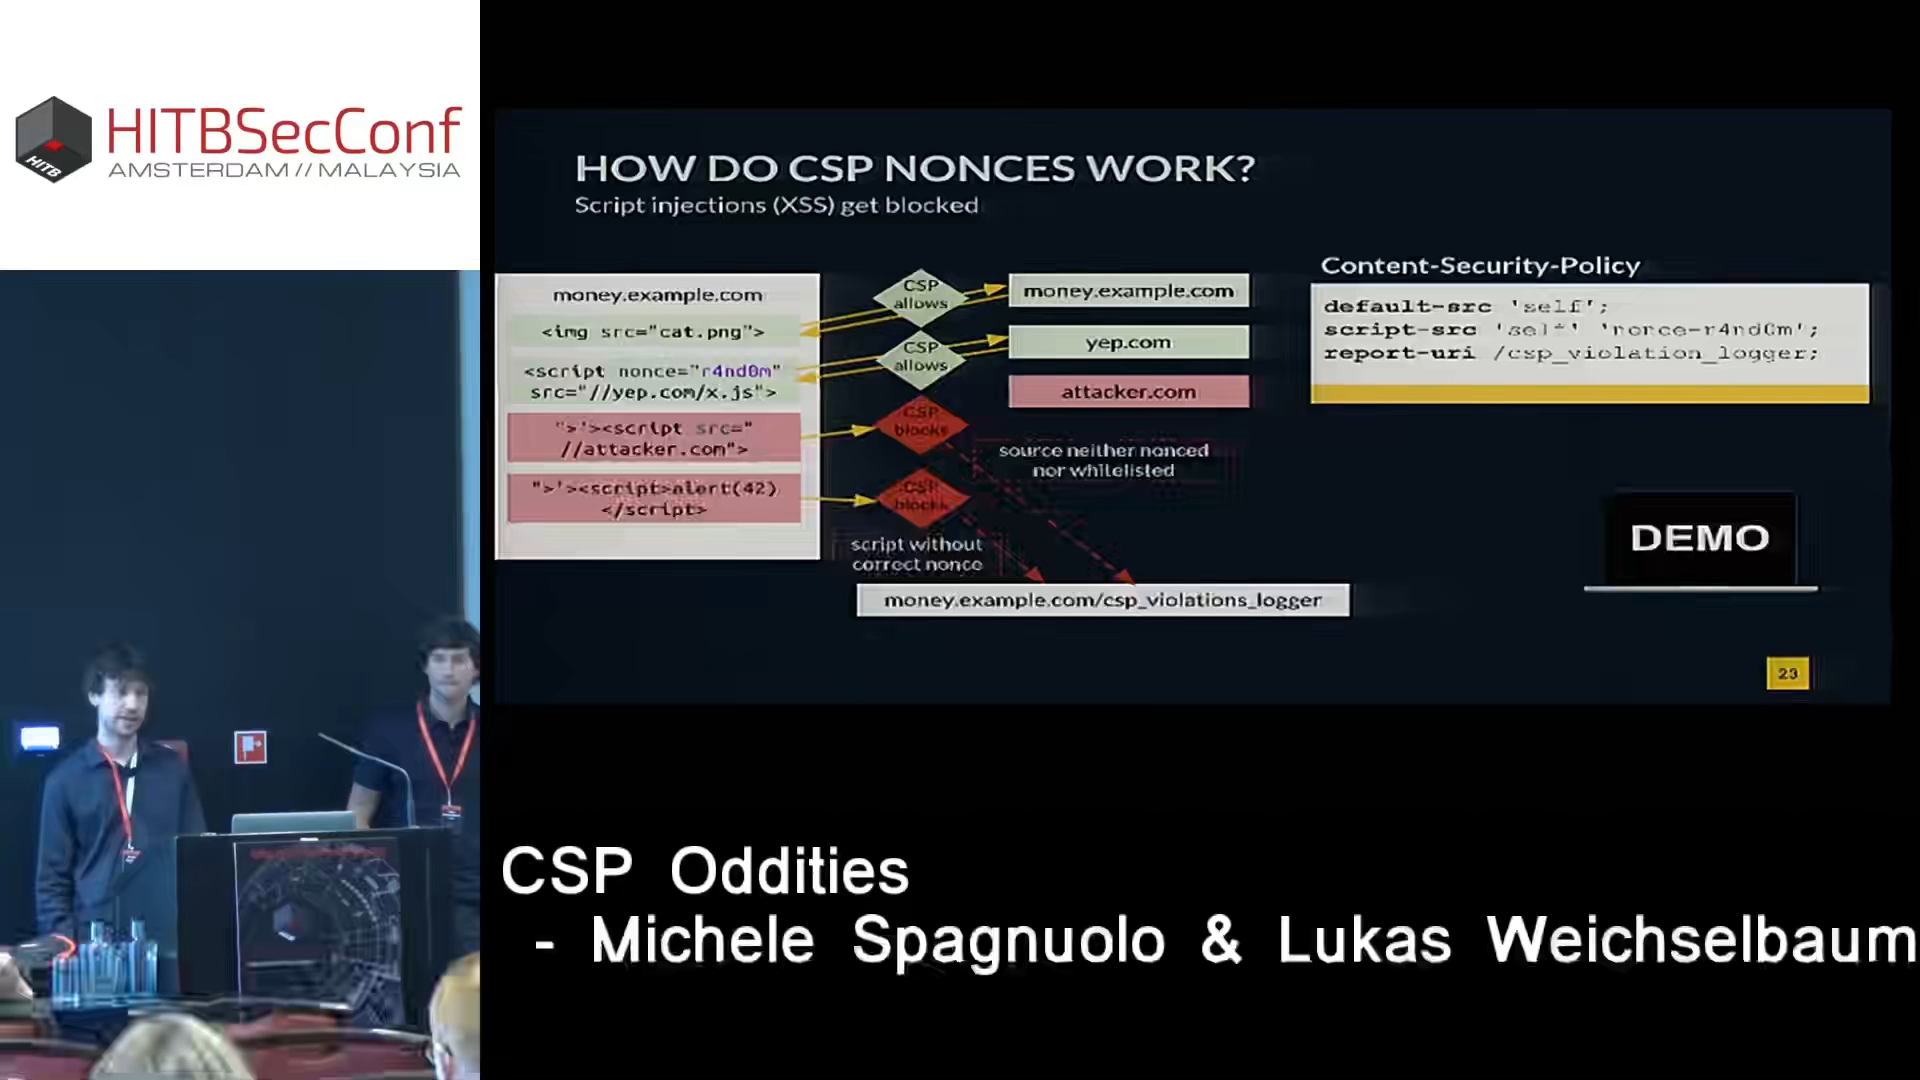 HITBSecConf
AMSTERDAM // MALAYSIA
HITB
HOW DO CSP NONCES WORK?
Script injections (XSS) get blocked
money.example.com
<img src="cat.png">
<script nonce="r4nd0m"
src="//yep.com/x.js">
">'><script src="
//attacker.com">
">'><script>alert(42)
</script>
CSP
allows
CSP
allows
CSP
blocks
CSP
blocks
money.example.com
yep.com
attacker.com
source neither nonced
nor whitelisted
script without
correct nonce
money.example.com/csp_violations_logger
Content-Security-Policy
default-src 'self';
script-src 'self' 'nonce-r4nd0m';
report-uri /csp_violation_logger;
DEMO
23
CSP Oddities
- Michele Spagnuolo & Lukas Weichselbaum